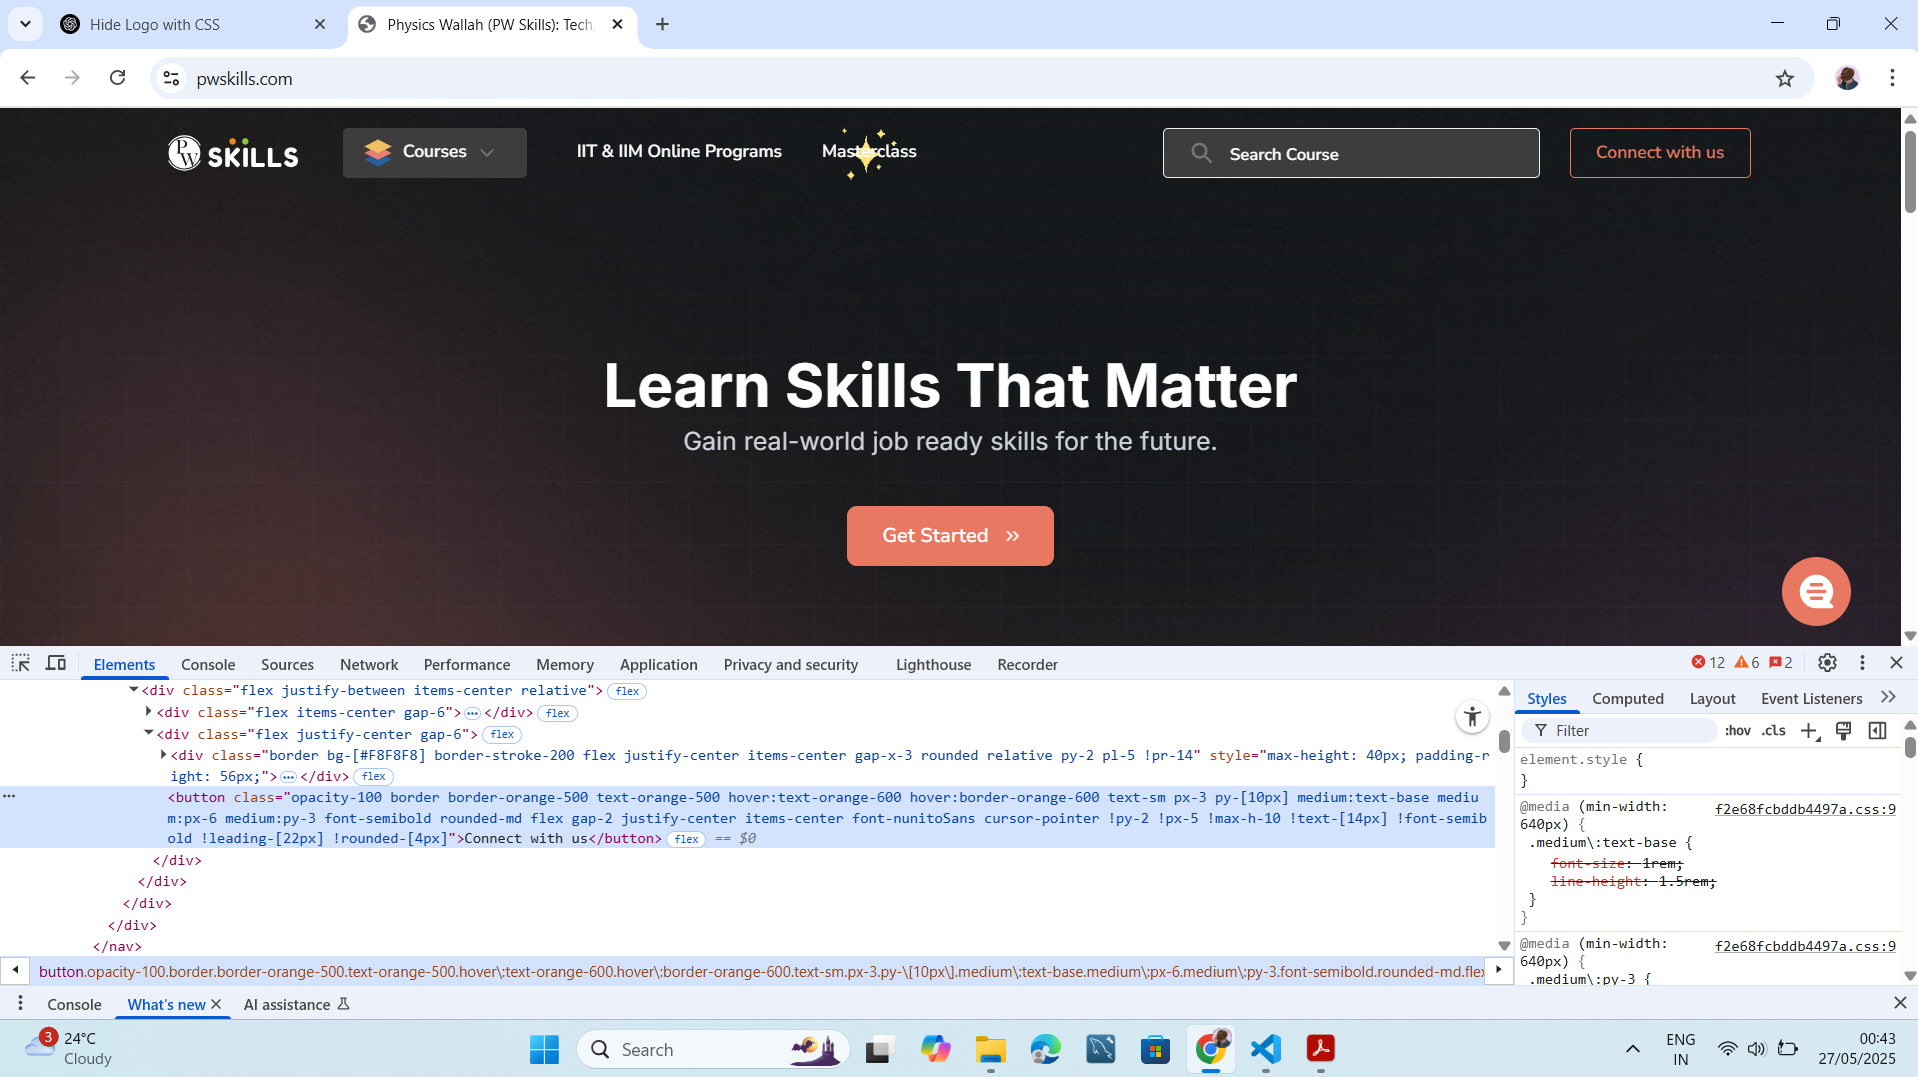 Hide Logo with CSS
Physics Wallah (PW Skills): Tech,
pwskills.com
PW SKILLS
Courses
IIT & IIM Online Programs
Masterclass
Search Course
Connect with us
Learn Skills That Matter
Gain real-world job ready skills for the future.
Get Started »
Elements Console Sources Network Performance Memory Application Privacy and security Lighthouse Recorder
12 6 2
<div class="flex justify-between items-center relative"> flex
<div class="flex items-center gap-6"> … </div> flex
<div class="flex justify-center gap-6"> flex
<div class="border bg-[#F8F8F8] border-stroke-200 flex justify-center items-center gap-x-3 rounded relative py-2 pl-5 !pr-14" style="max-height: 40px; padding-r
ight: 56px;"> … </div> flex
<button class="opacity-100 border border-orange-500 text-orange-500 hover:text-orange-600 hover:border-orange-600 text-sm px-3 py-[10px] medium:text-base mediu
m:px-6 medium:py-3 font-semibold rounded-md flex gap-2 justify-center items-center font-nunitoSans cursor-pointer !py-2 !px-5 !max-h-10 !text-[14px] !font-semib
old !leading-[22px] !rounded-[4px]">Connect with us</button> flex == $0
</div>
</div>
</div>
</div>
</nav>
button.opacity-100.border.border-orange-500.text-orange-500.hover\:text-orange-600.hover\:border-orange-600.text-sm.px-3.py-\[10px\].medium\:text-base.medium\:px-6.medium\:py-3.font-semibold.rounded-md.flex
Styles Computed Layout Event Listeners
Filter
:hov .cls
element.style {
}
@media (min-width: f2e68fcbddb4497a.css:9
640px) {
.medium\:text-base {
font-size: 1rem;
line-height: 1.5rem;
}
}
@media (min-width: f2e68fcbddb4497a.css:9
640px) {
.medium\:py-3 {
Console What's new AI assistance
3 24°C
Cloudy
Search
ENG
IN
00:43
27/05/2025